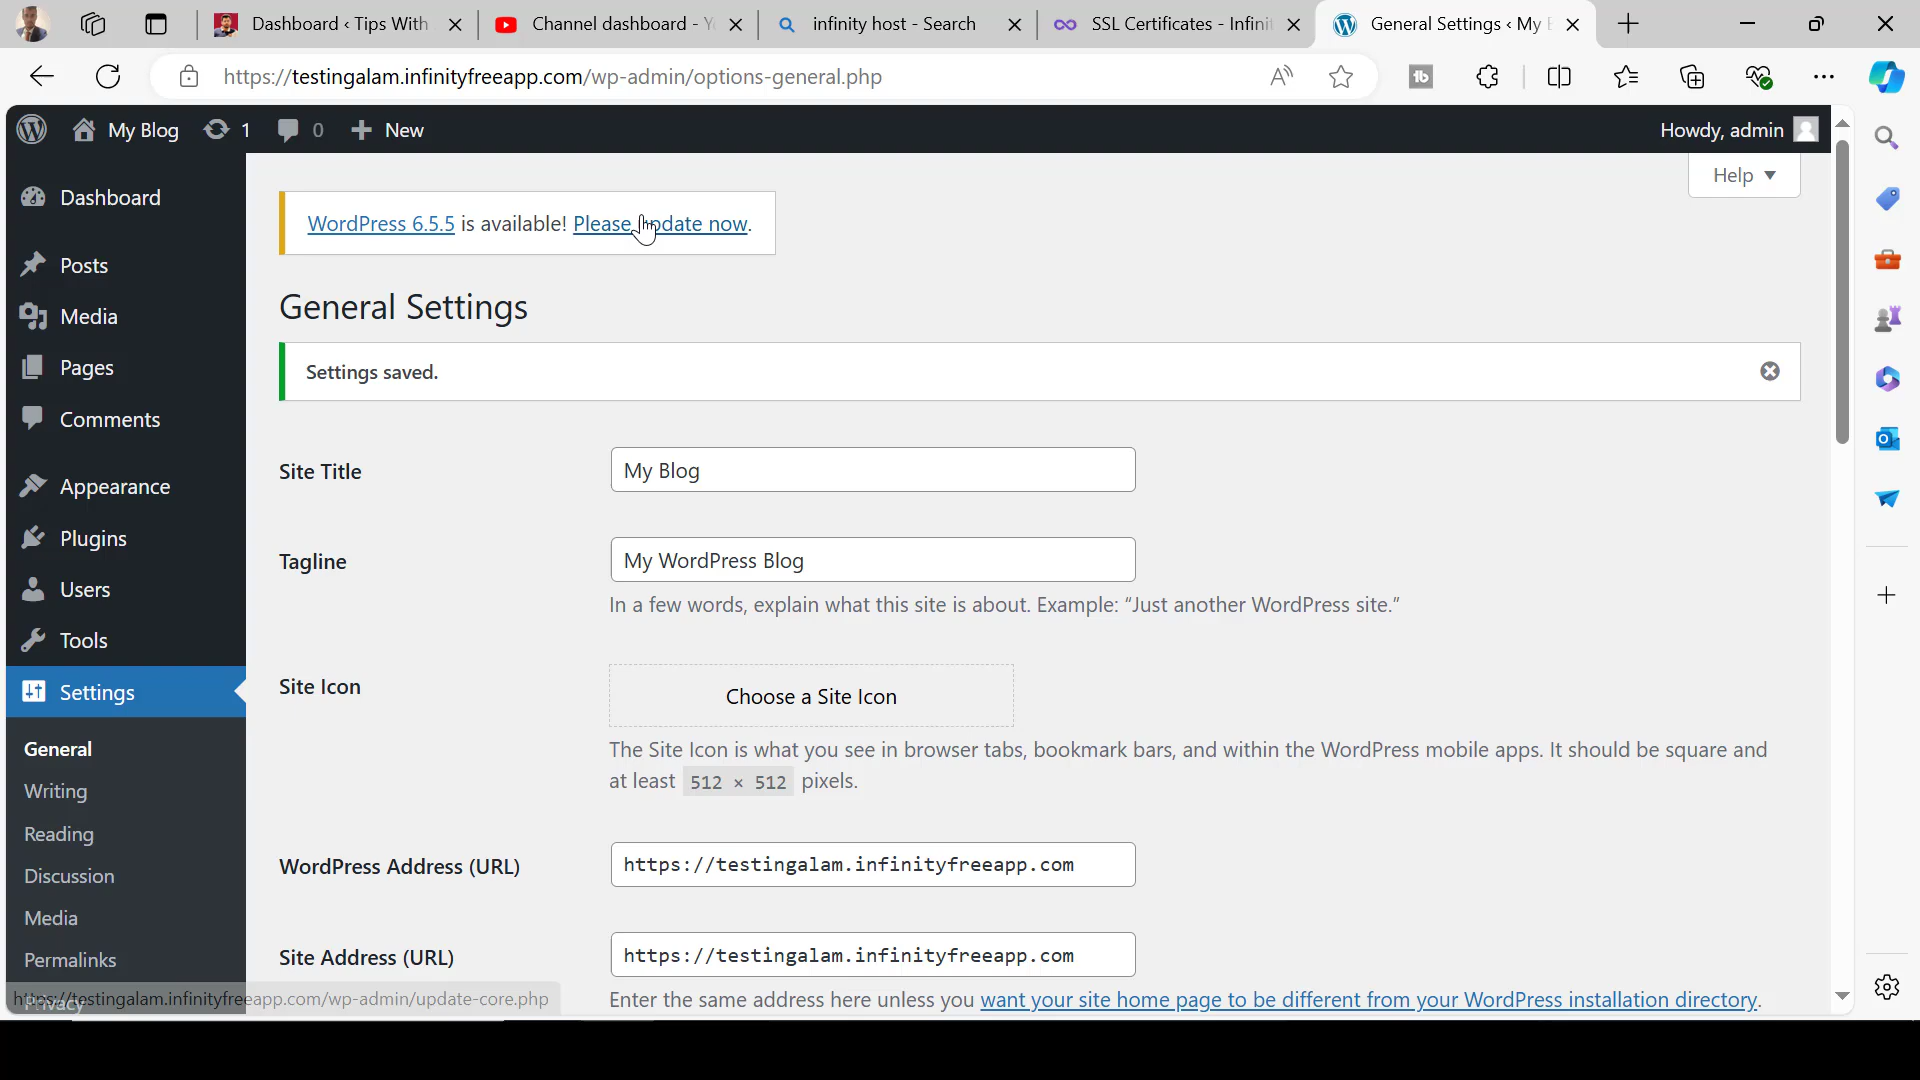 Dashboard ‹ Tips With
Channel dashboard - Y
infinity host - Search
SSL Certificates - Infini
General Settings ‹ My B
https://testingalam.infinityfreeapp.com/wp-admin/options-general.php
My Blog
1
0
New
Howdy, admin
Help
Dashboard
Posts
Media
Pages
Comments
Appearance
Plugins
Users
Tools
Settings
General
Writing
Reading
Discussion
Media
Permalinks
Privacy
https://testingalam.infinityfreeapp.com/wp-admin/update-core.php
WordPress 6.5.5 is available! Please update now.
General Settings
Settings saved.
Site Title
My Blog
Tagline
My WordPress Blog
In a few words, explain what this site is about. Example: “Just another WordPress site.”
Site Icon
Choose a Site Icon
The Site Icon is what you see in browser tabs, bookmark bars, and within the WordPress mobile apps. It should be square and
at least 512 × 512 pixels.
WordPress Address (URL)
https://testingalam.infinityfreeapp.com
Site Address (URL)
https://testingalam.infinityfreeapp.com
Enter the same address here unless you want your site home page to be different from your WordPress installation directory.